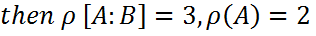 then ρ [A:B] = 3, ρ(A) = 2